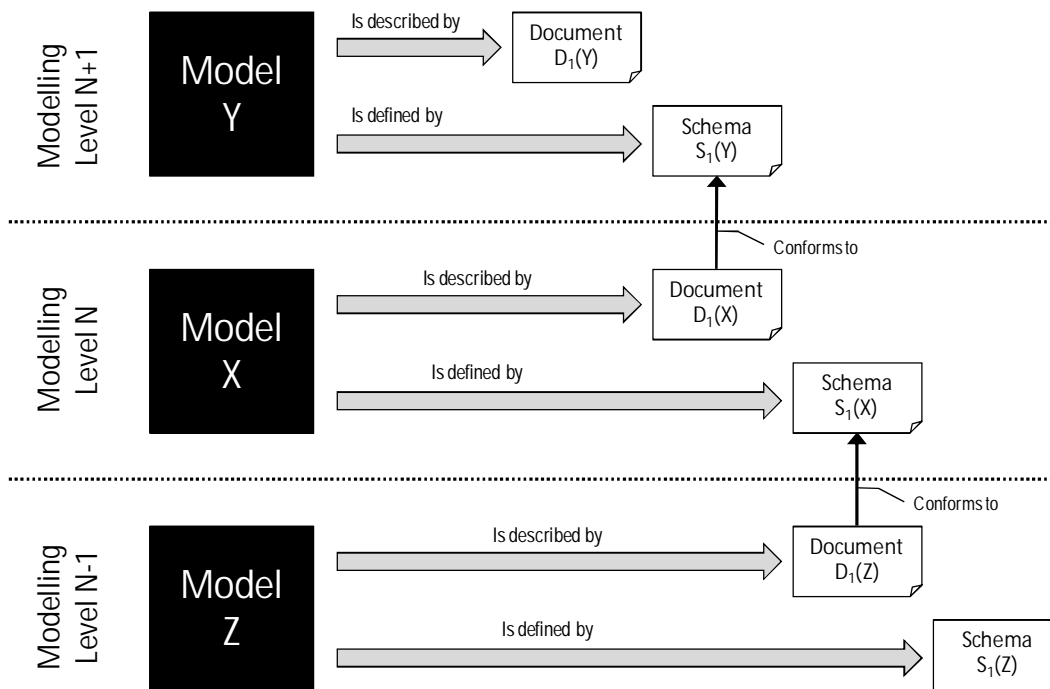 Modelling
Level N+1
Model
Y
Is described by
Document
D₁(Y)
Is defined by
Schema
S₁(Y)
Conforms to
Modelling
Level N
Model
X
Is described by
Document
D₁(X)
Is defined by
Schema
S₁(X)
Conforms to
Modelling
Level N-1
Model
Z
Is described by
Document
D₁(Z)
Is defined by
Schema
S₁(Z)